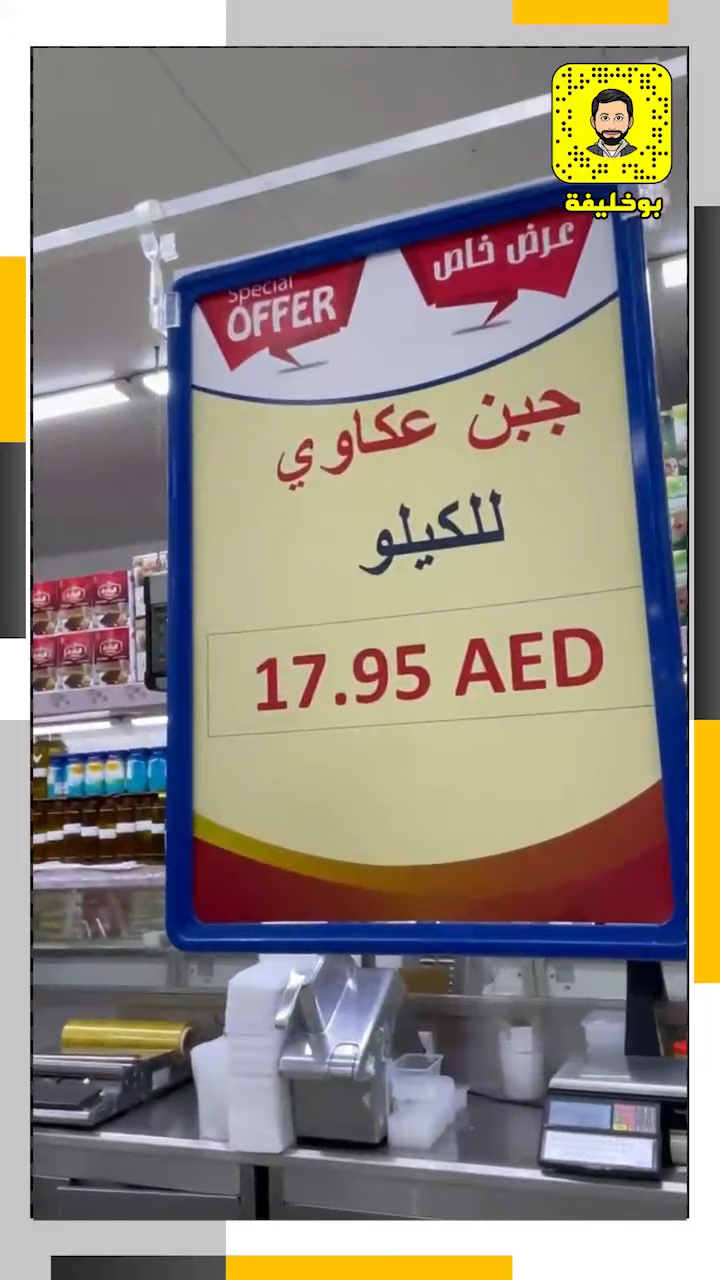 بوخليفة
Special
OFFER
عرض خاص
جبن عكاوي
للكيلو
17.95 AED